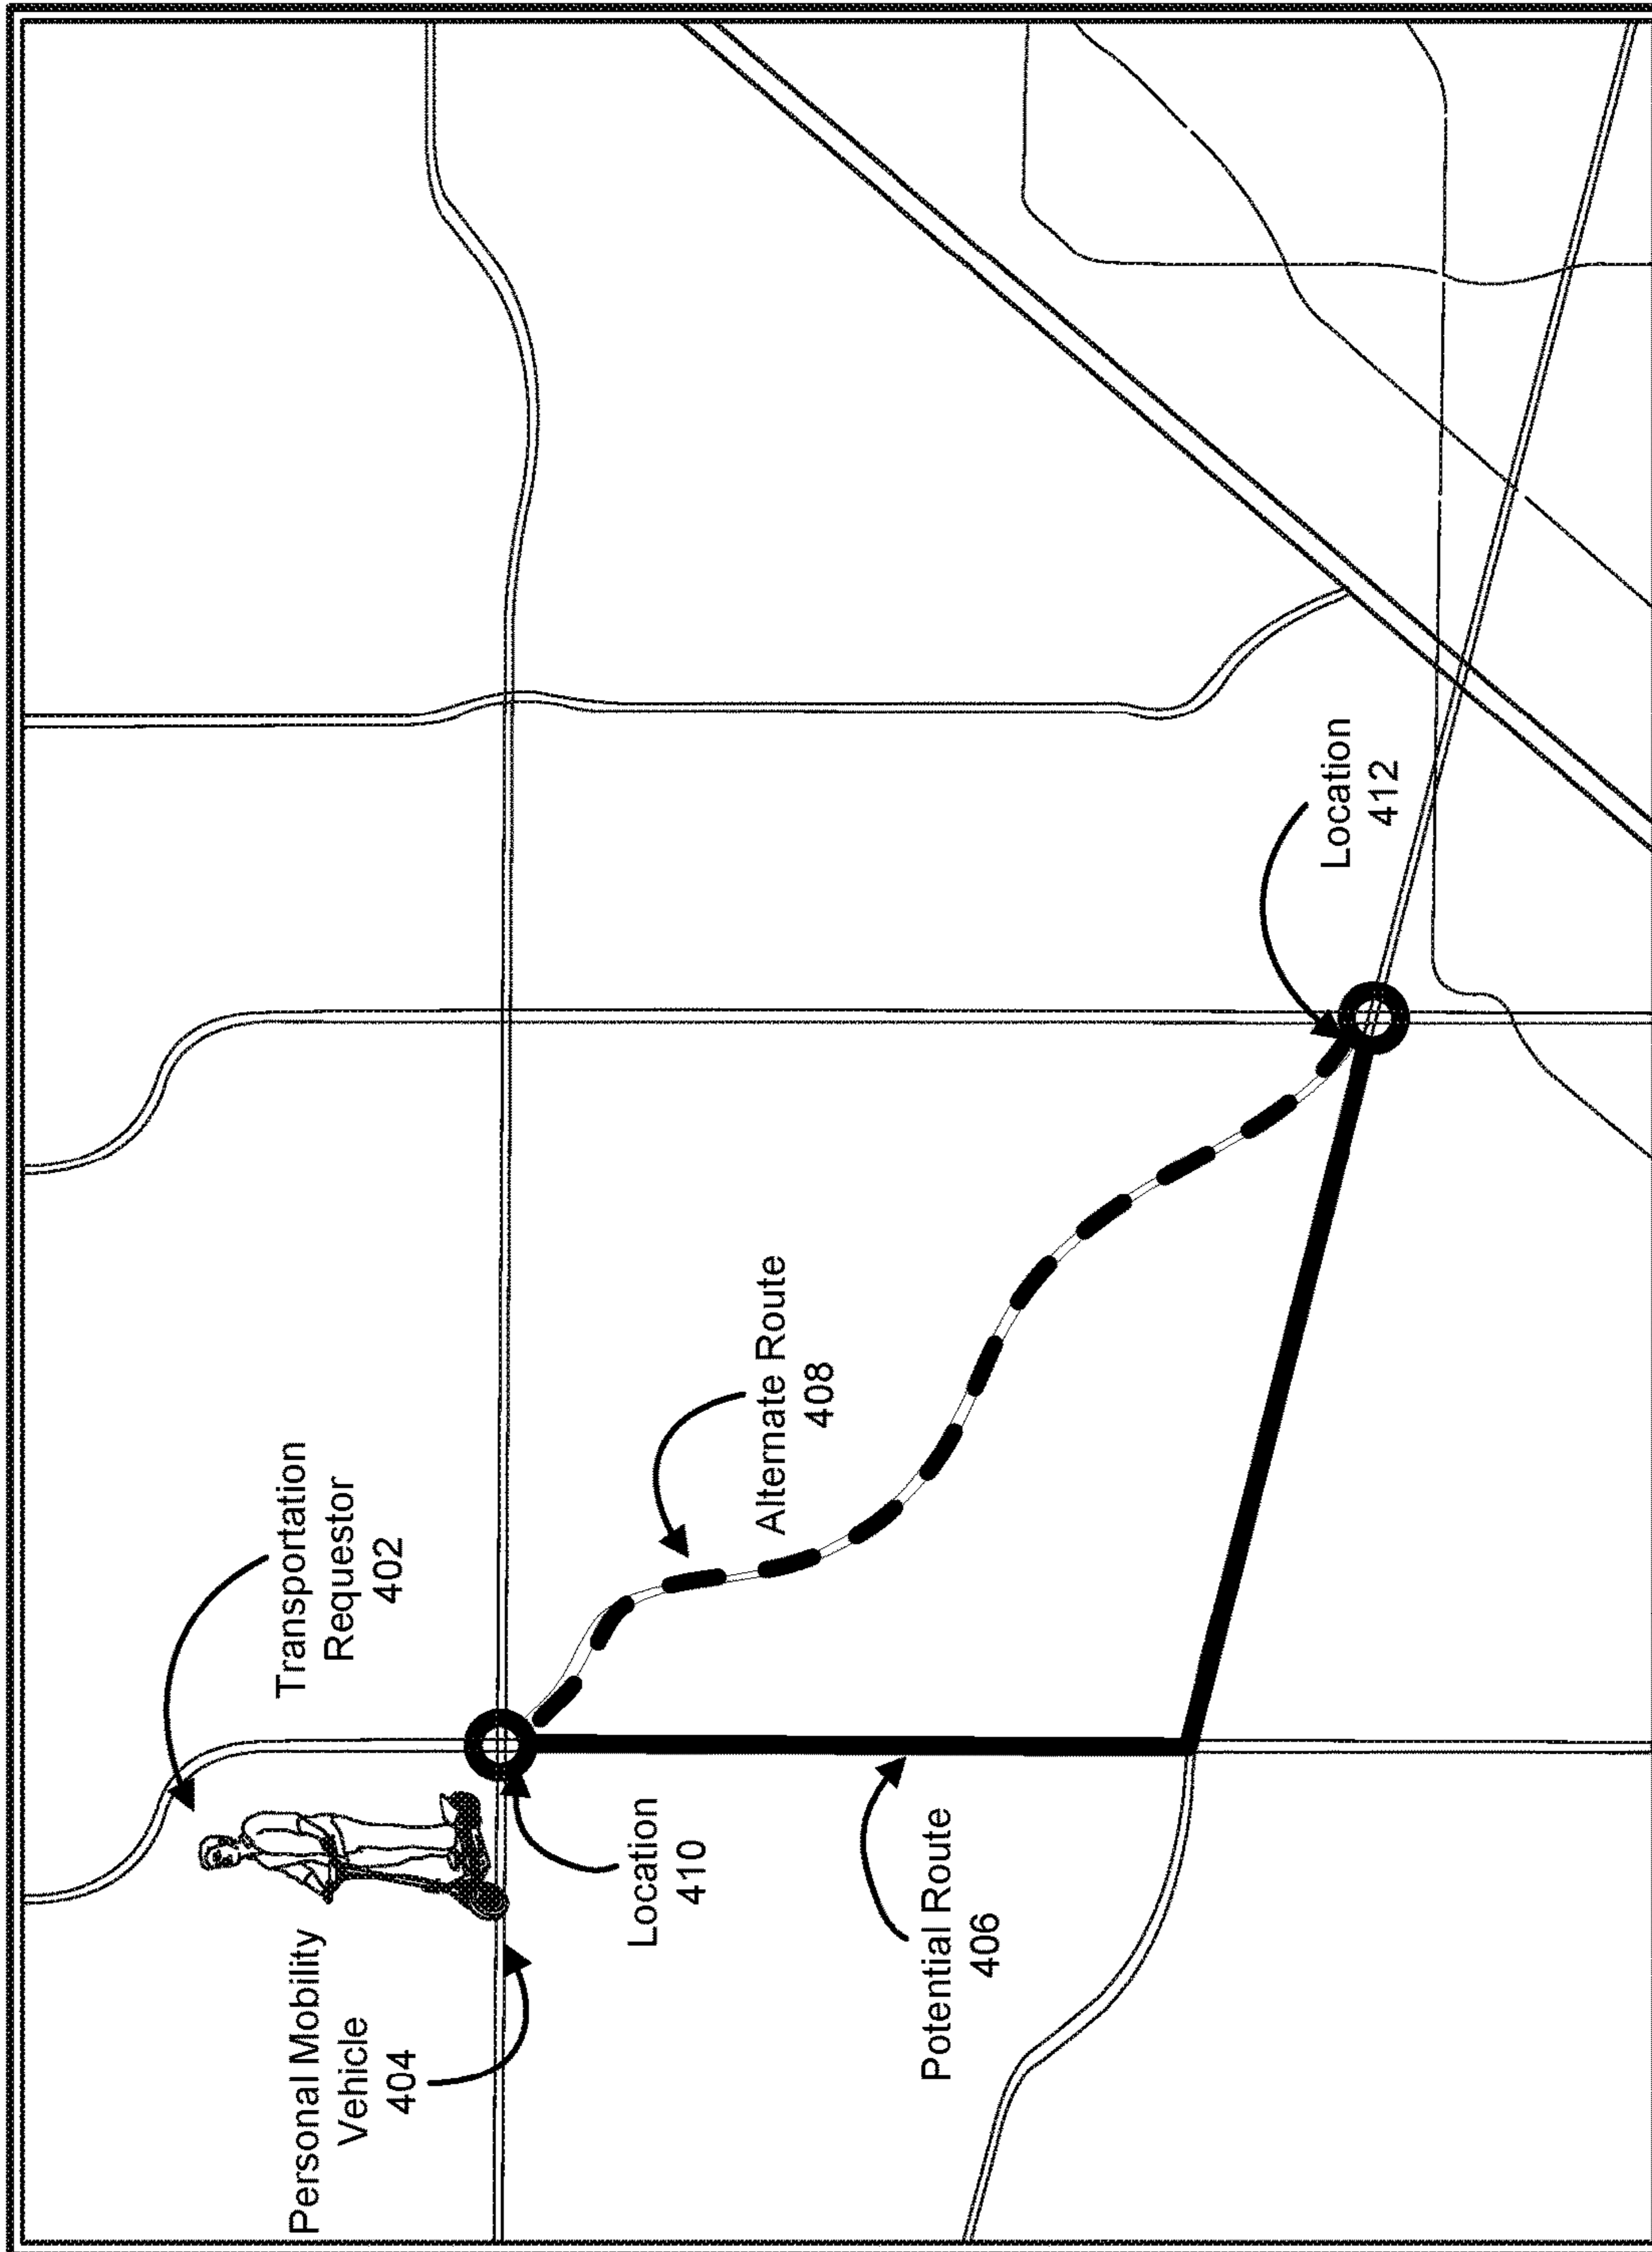 Transportation
Requestor
402
Personal Mobility
Vehicle
404
Location
410
Alternate Route
408
Potential Route
406
Location
412